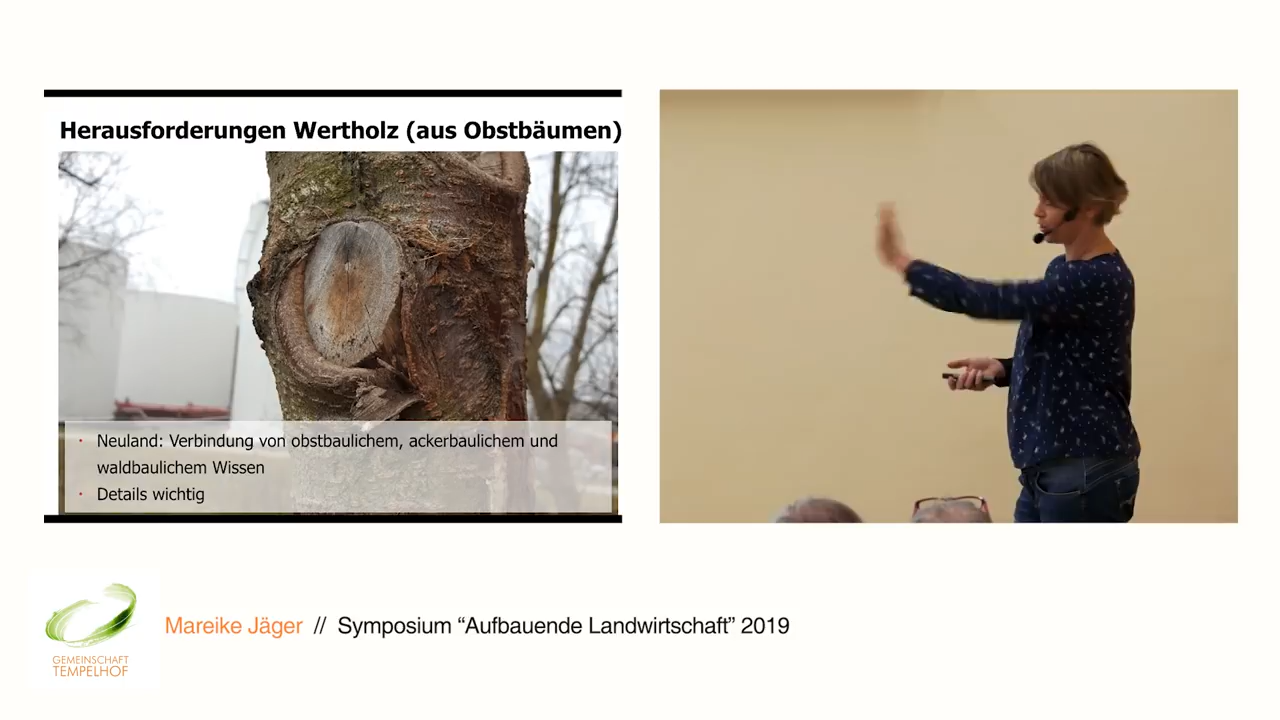 Herausforderungen Wertholz (aus Obstbäumen)
· Neuland: Verbindung von obstbaulichem, ackerbaulichem und
waldbaulichem Wissen
· Details wichtig
GEMEINSCHAFT
TEMPELHOF
Mareike Jäger // Symposium “Aufbauende Landwirtschaft” 2019